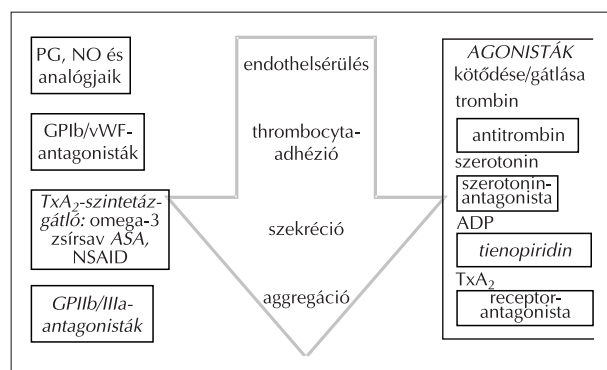 PG, NO és
analógjaik
GPIb/vWF-
antagonisták
TxA₂-szintetáz-
gátló: omega-3
zsírsav ASA,
NSAID
GPIIb/IIIa-
antagonisták
endothelsérülés
thrombocyta-
adhézió
szekréció
aggregáció
AGONISTÁK
kötődése/gátlása
trombin
antitrombin
szerotonin
szerotonin-
antagonista
ADP
tienopiridin
TxA₂
receptor-
antagonista